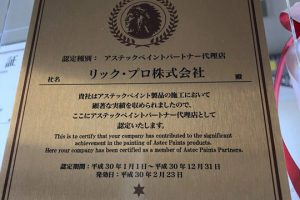 認定種別： アステックペイントパートナー代理店
社名 リック・プロ株式会社 殿
貴社はアステックペイント製品の施工において
顕著な実績を収められましたので、
ここにアステックペイントパートナー代理店として
認定いたします。
This is to certify that your company has contributed to the significant
achievement in the painting of Astec Paints products.
Here your company has been certified as a member of Astec Paints Partners.
認定期間：平成30年1月1日〜平成30年12月31日
発効日：平成30年2月23日